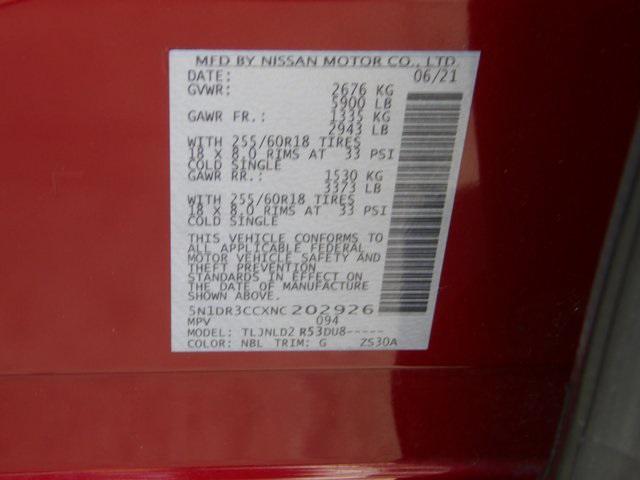 MFD BY NISSAN MOTOR CO., LTD.
DATE: 06/21
GVWR: 2676 KG
5900 LB
GAWR FR.: 1335 KG
2943 LB
WITH 255/60R18 TIRES
18 X 8.0 RIMS AT 33 PSI
COLD SINGLE
GAWR RR.: 1530 KG
3373 LB
WITH 255/60R18 TIRES
18 X 8.0 RIMS AT 33 PSI
COLD SINGLE
THIS VEHICLE CONFORMS TO
ALL APPLICABLE FEDERAL
MOTOR VEHICLE SAFETY AND
THEFT PREVENTION
STANDARDS IN EFFECT ON
THE DATE OF MANUFACTURE
SHOWN ABOVE.
5N1DR3CCXNC202926
MPV 094
MODEL: TLJNLD2 R53DU8-----
COLOR: NBL TRIM: G ZS30A